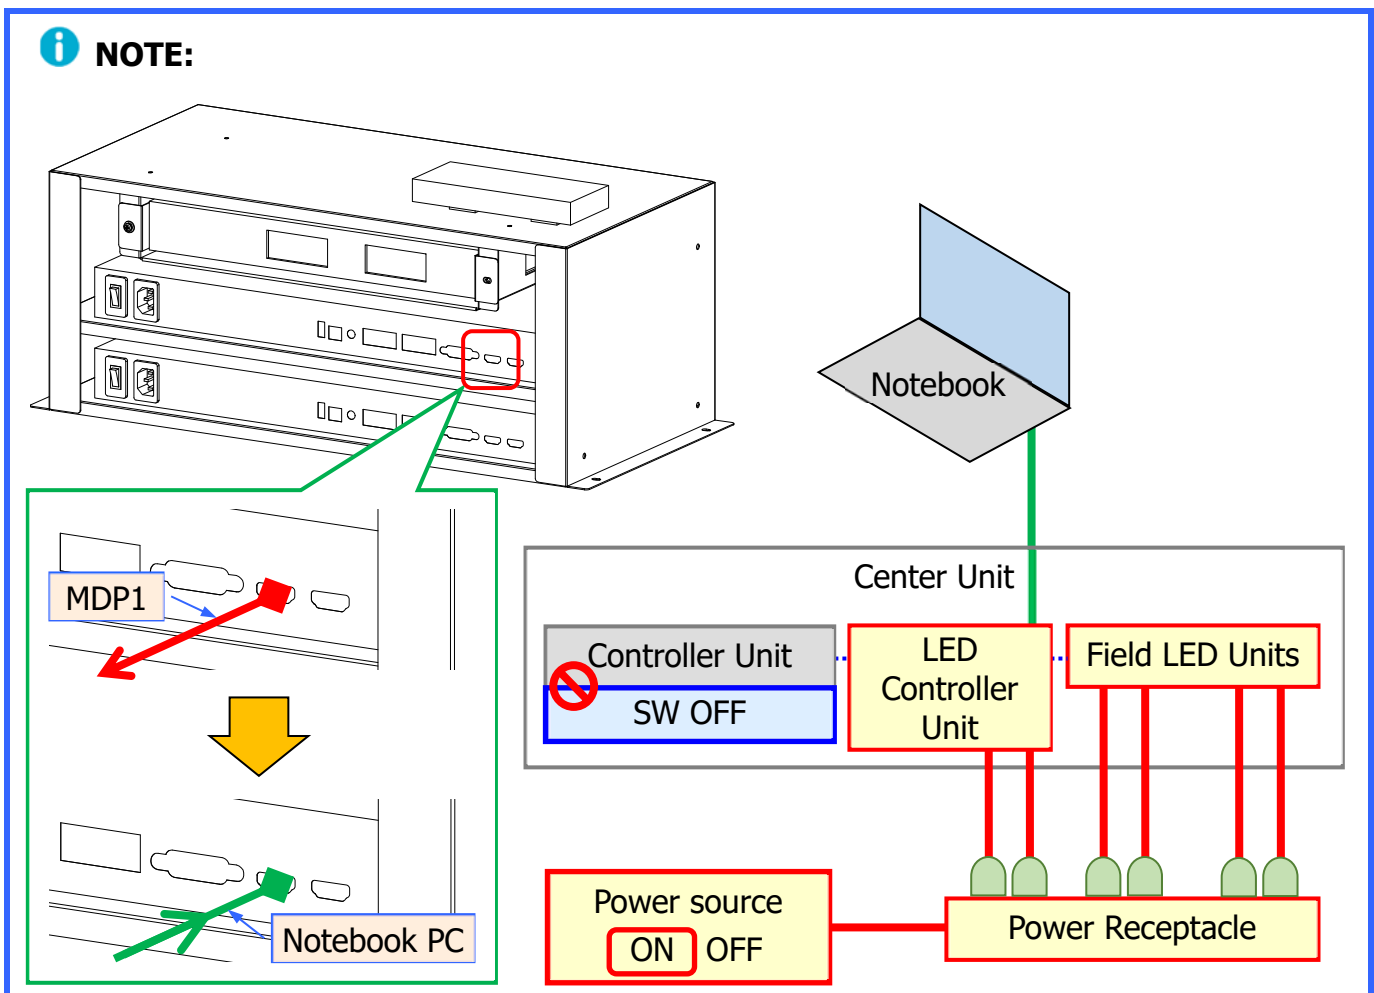 NOTE:
Notebook
MDP1
Notebook PC
Center Unit
Controller Unit
SW OFF
LED
Controller
Unit
Field LED Units
Power source
ON OFF
Power Receptacle